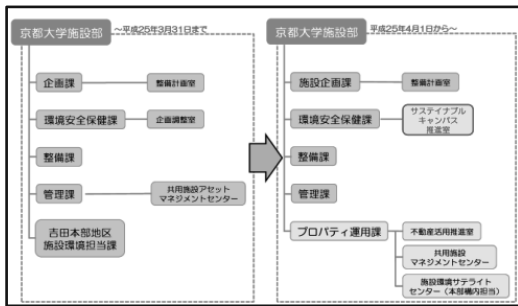 京都大学施設部
～平成25年3月31日まで
企画課
整備計画室
環境安全保健課
企画調整室
整備課
管理課
共用施設アセット
マネジメントセンター
吉田本部地区
施設環境担当課
京都大学施設部
平成25年4月1日から～
施設企画課
整備計画室
環境安全保健課
サステイナブル
キャンパス
推進室
整備課
管理課
プロパティ運用課
不動産活用推進室
共用施設
マネジメントセンター
施設環境サテライト
センター（本部構内担当）